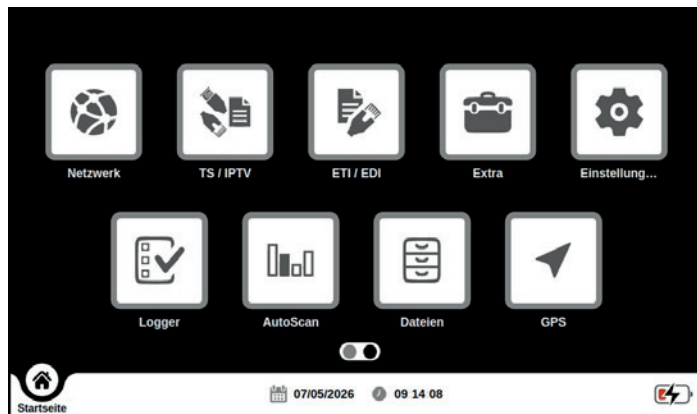 Netzwerk
TS / IPTV
ETI / EDI
Extra
Einstellung...
Logger
AutoScan
Dateien
GPS
Startseite
07/05/2026
09 14 08